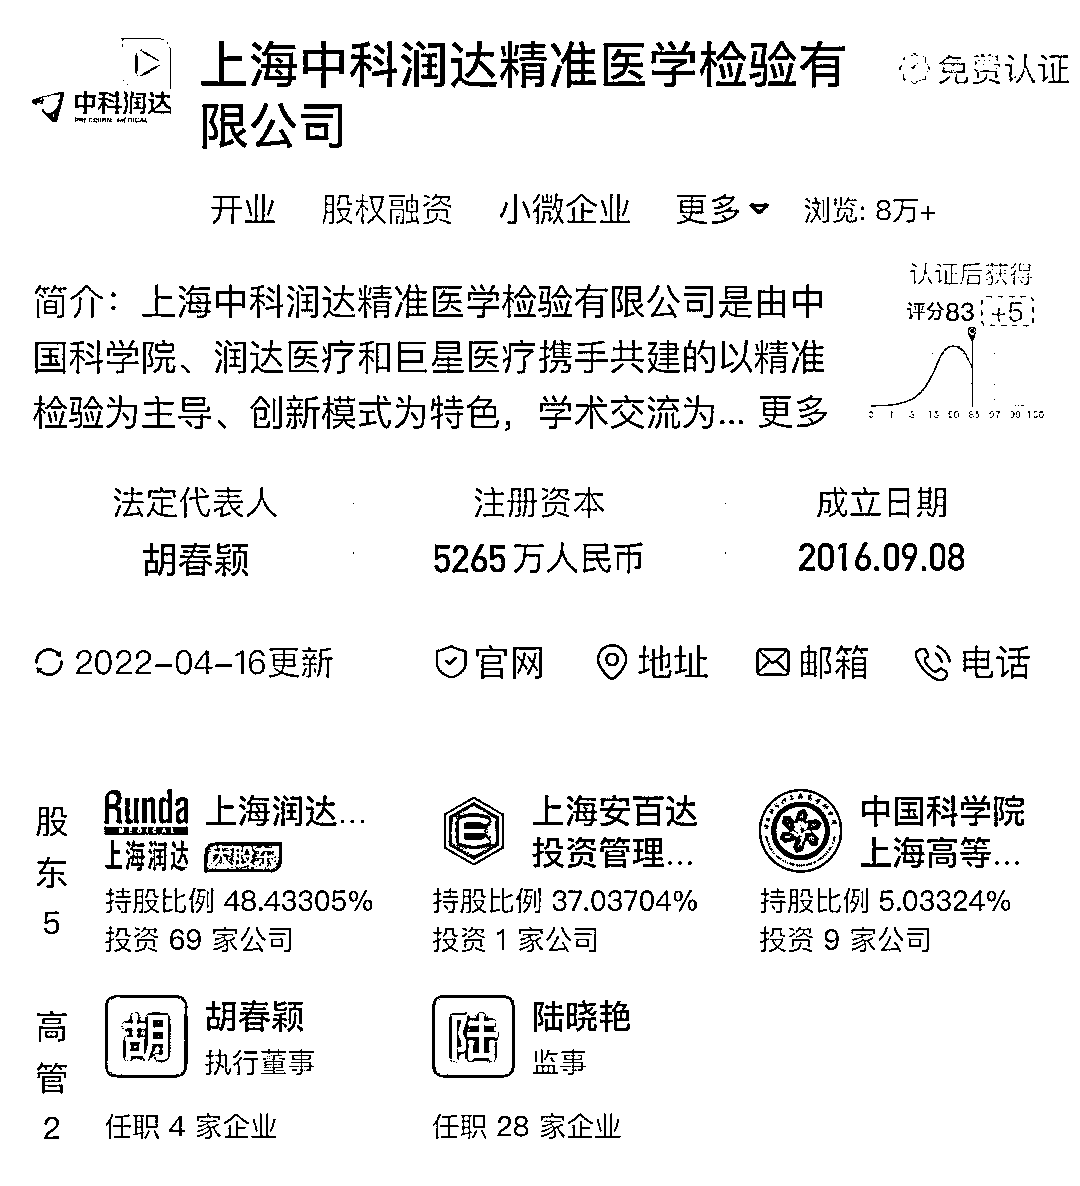 中科润达
上海中科润达精准医学检验有
限公司
免费认证
开业 股权融资 小微企业 更多 浏览: 8万+
简介：上海中科润达精准医学检验有限公司是由中
国科学院、润达医疗和巨星医疗携手共建的以精准
检验为主导、创新模式为特色，学术交流为... 更多
认证后获得
评分83 +5
法定代表人 注册资本 成立日期
胡春颖 5265万人民币 2016.09.08
2022-04-16更新 官网 地址 邮箱 电话
股东5
Runda
MEDICAL
上海润达
上海润达...
大股东
持股比例 48.43305%
投资 69 家公司
上海安百达
投资管理...
持股比例 37.03704%
投资 1 家公司
中国科学院
上海高等...
持股比例 5.03324%
投资 9 家公司
高管2
胡
胡春颖
执行董事
任职 4 家企业
陆
陆晓艳
监事
任职 28 家企业